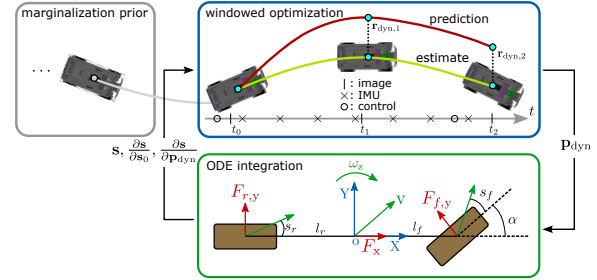 marginalization prior
windowed optimization
prediction
r_dyn,1
r_dyn,2
estimate
. . .
| : image
× : IMU
o : control
t
t_0
t_1
t_2
s, ∂s/∂s_0, ∂s/∂p_dyn
p_dyn
ODE integration
ω_z
Y
v
F_r,y
F_f,y
s_f
s_r
l_r
l_f
α
o
F_x
X